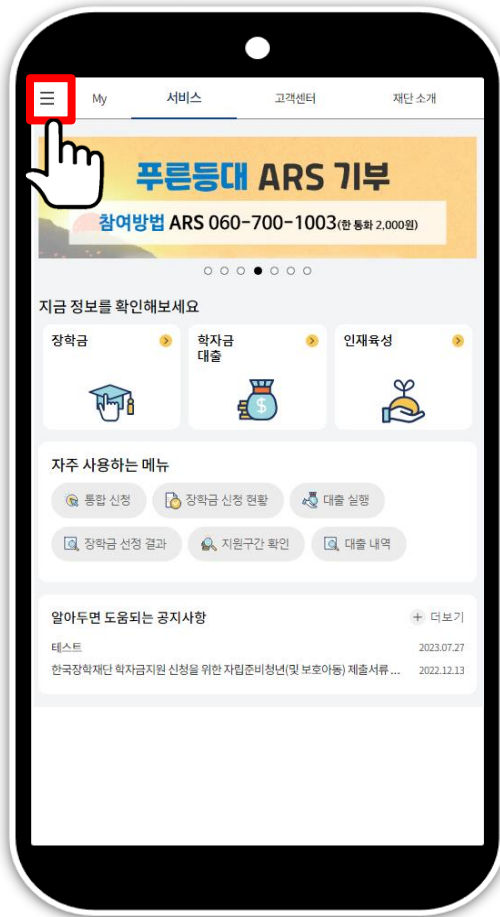 My 서비스 고객센터 재단 소개
푸른등대 ARS 기부
참여방법 ARS 060-700-1003(한 통화 2,000원)
지금 정보를 확인해보세요
장학금
학자금
대출
인재육성
자주 사용하는 메뉴
통합 신청
장학금 신청 현황
대출 실행
장학금 선정 결과
지원구간 확인
대출 내역
알아두면 도움되는 공지사항
+ 더보기
테스트 2023.07.27
한국장학재단 학자금지원 신청을 위한 자립준비청년(및 보호아동) 제출서류 ... 2022.12.13